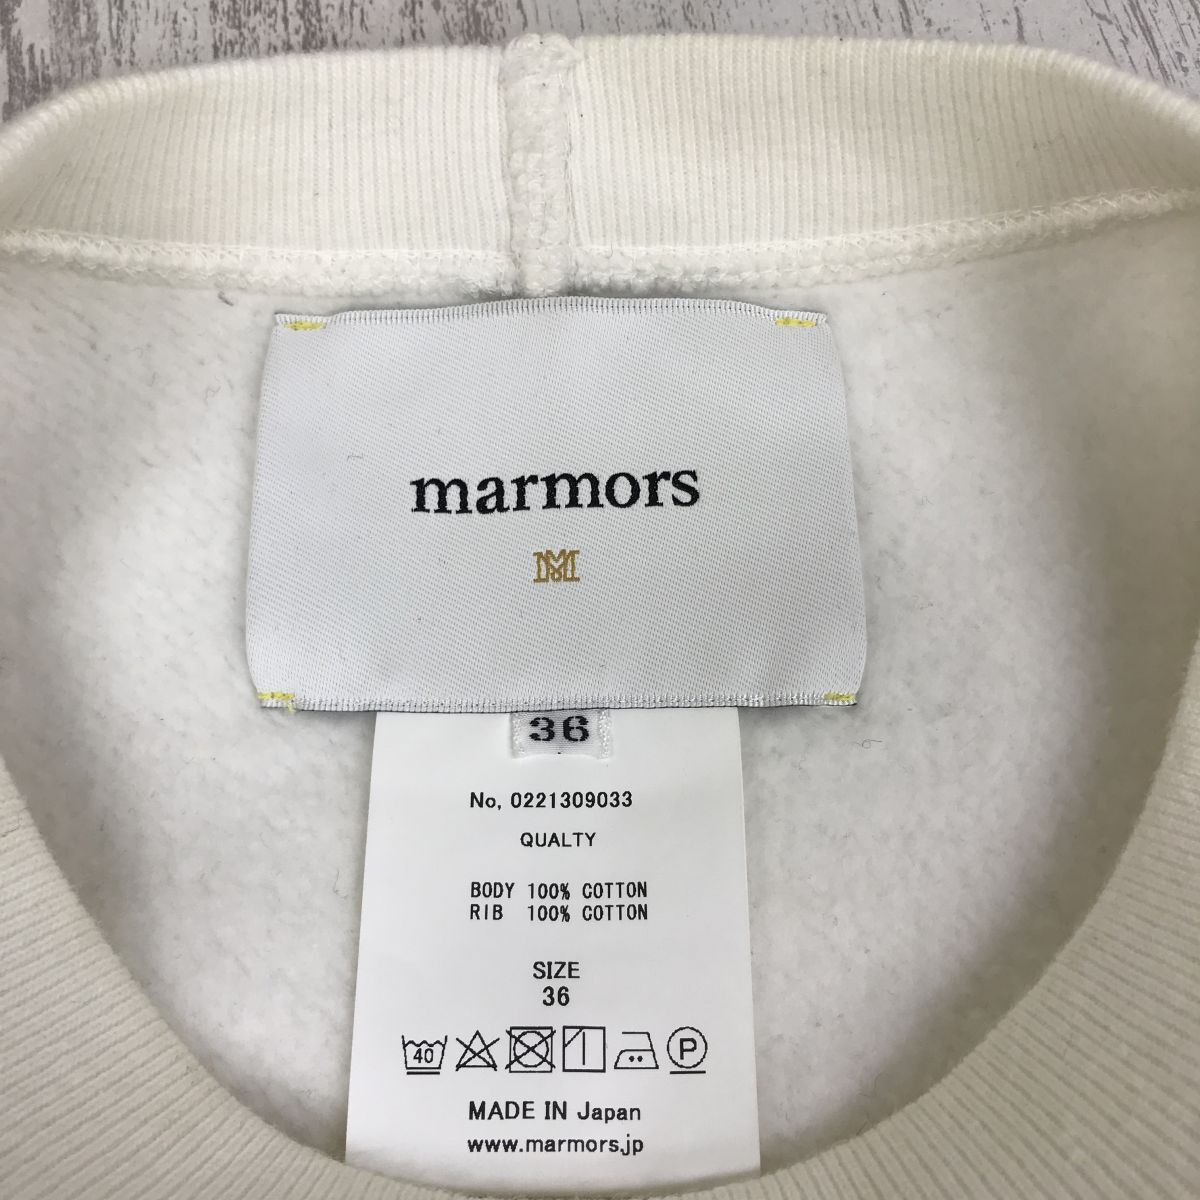 marmors
M
36
No, 0221309033
QUALTY
BODY 100% COTTON
RIB 100% COTTON
SIZE
36
40 P
MADE IN Japan
www.marmors.jp